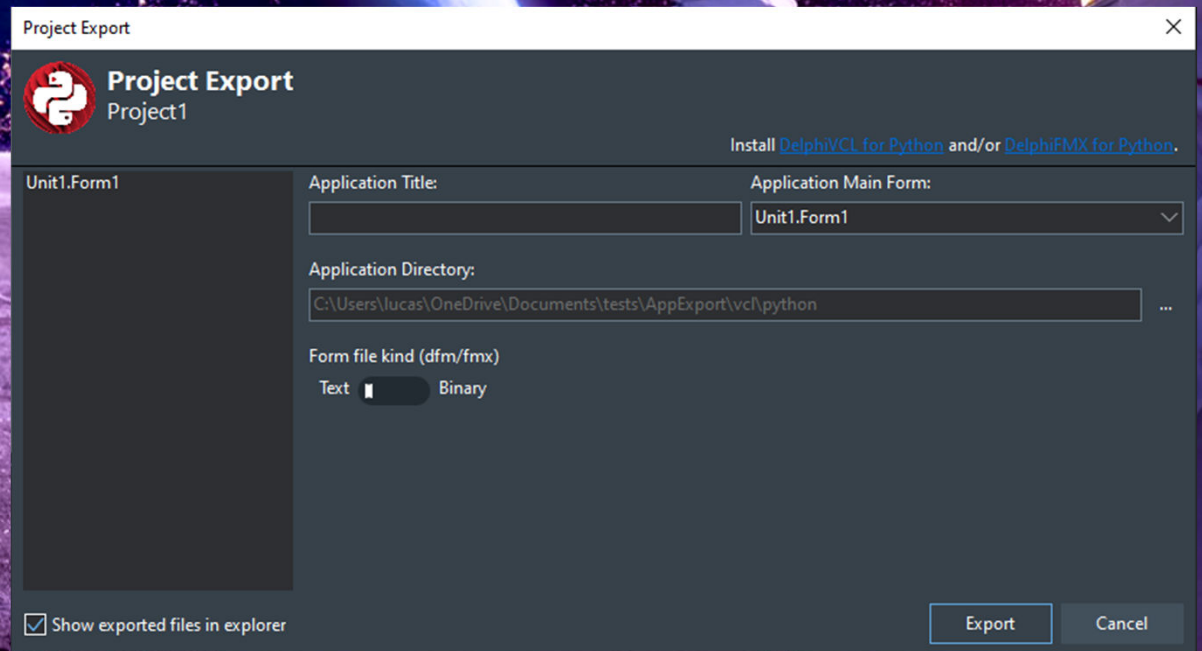 Project Export
Project Export
Project1
Install DelphiVCL for Python and/or DelphiFMX for Python.
Unit1.Form1
Application Title:
Application Main Form:
Unit1.Form1
Application Directory:
C:\Users\lucas\OneDrive\Documents\tests\AppExport\vcl\python
...
Form file kind (dfm/fmx)
Text Binary
Show exported files in explorer
Export Cancel